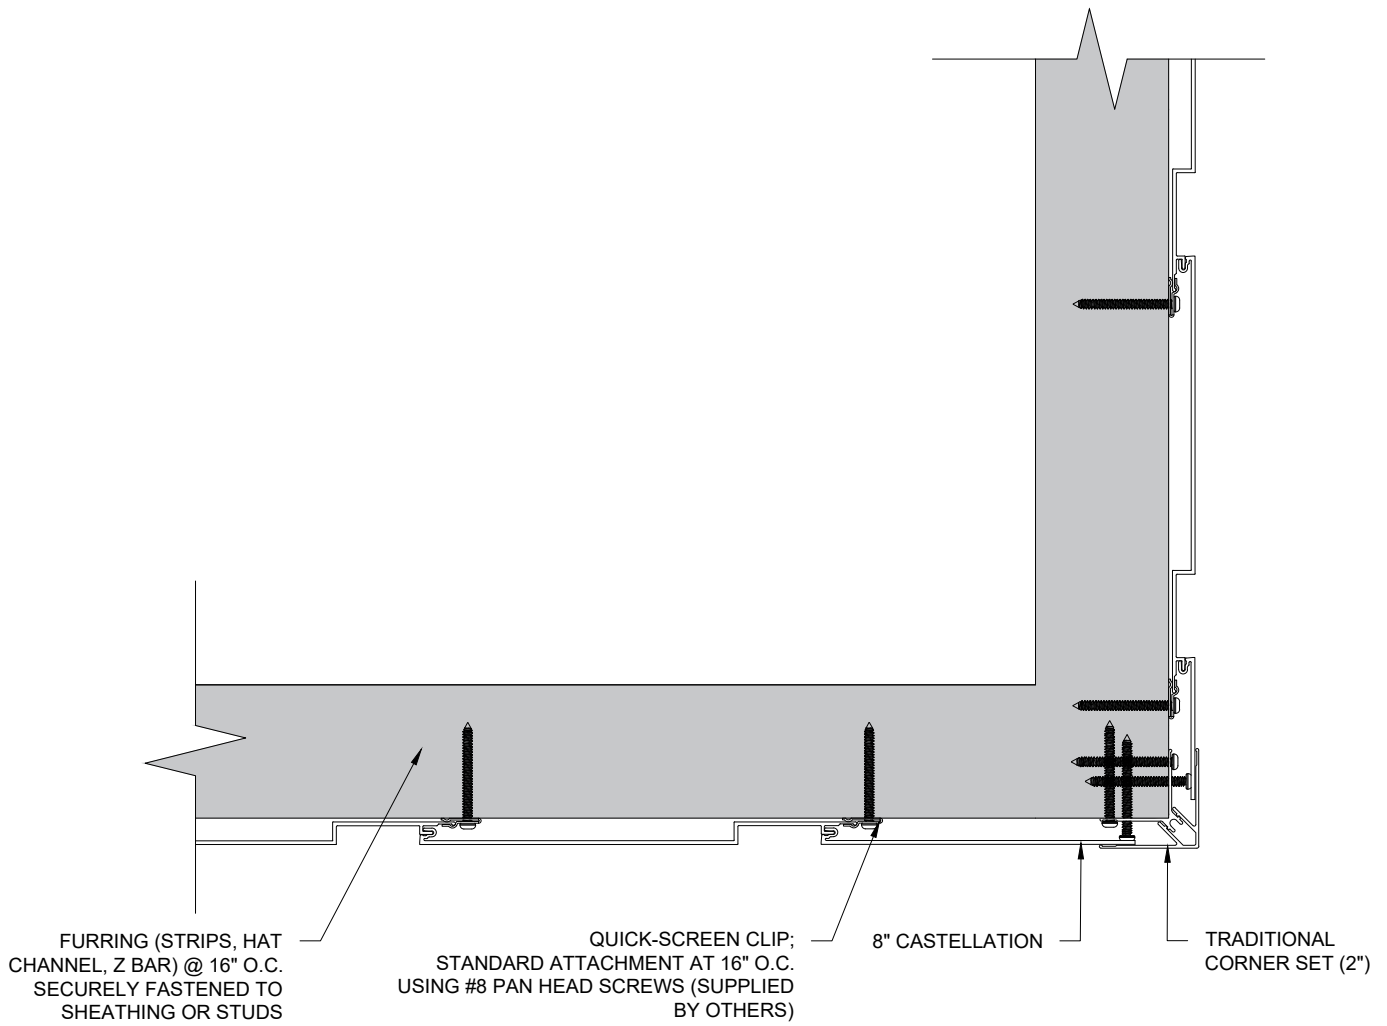 FURRING (STRIPS, HAT
CHANNEL, Z BAR) @ 16" O.C.
SECURELY FASTENED TO
SHEATHING OR STUDS
QUICK-SCREEN CLIP;
STANDARD ATTACHMENT AT 16" O.C.
USING #8 PAN HEAD SCREWS (SUPPLIED
BY OTHERS)
8" CASTELLATION
TRADITIONAL
CORNER SET (2")